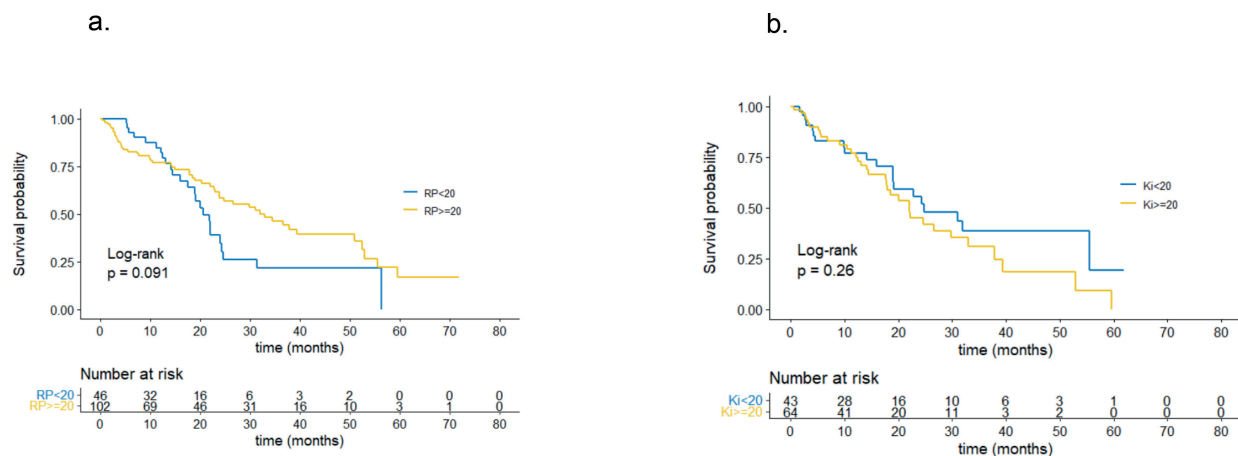 a.
Survival probability
1.00
0.75
0.50
0.25
0.00
RP<20
RP>=20
Log-rank
p = 0.091
0 10 20 30 40 50 60 70 80
time (months)
Number at risk
RP<20 46 32 16 6 3 2 0 0 0
RP>=20 102 69 46 31 16 10 3 1 0
0 10 20 30 40 50 60 70 80
time (months)
b.
Survival probability
1.00
0.75
0.50
0.25
0.00
Ki<20
Ki>=20
Log-rank
p = 0.26
0 10 20 30 40 50 60 70 80
time (months)
Number at risk
Ki<20 43 28 16 10 6 3 1 0 0
Ki>=20 64 41 20 11 3 2 0 0 0
0 10 20 30 40 50 60 70 80
time (months)